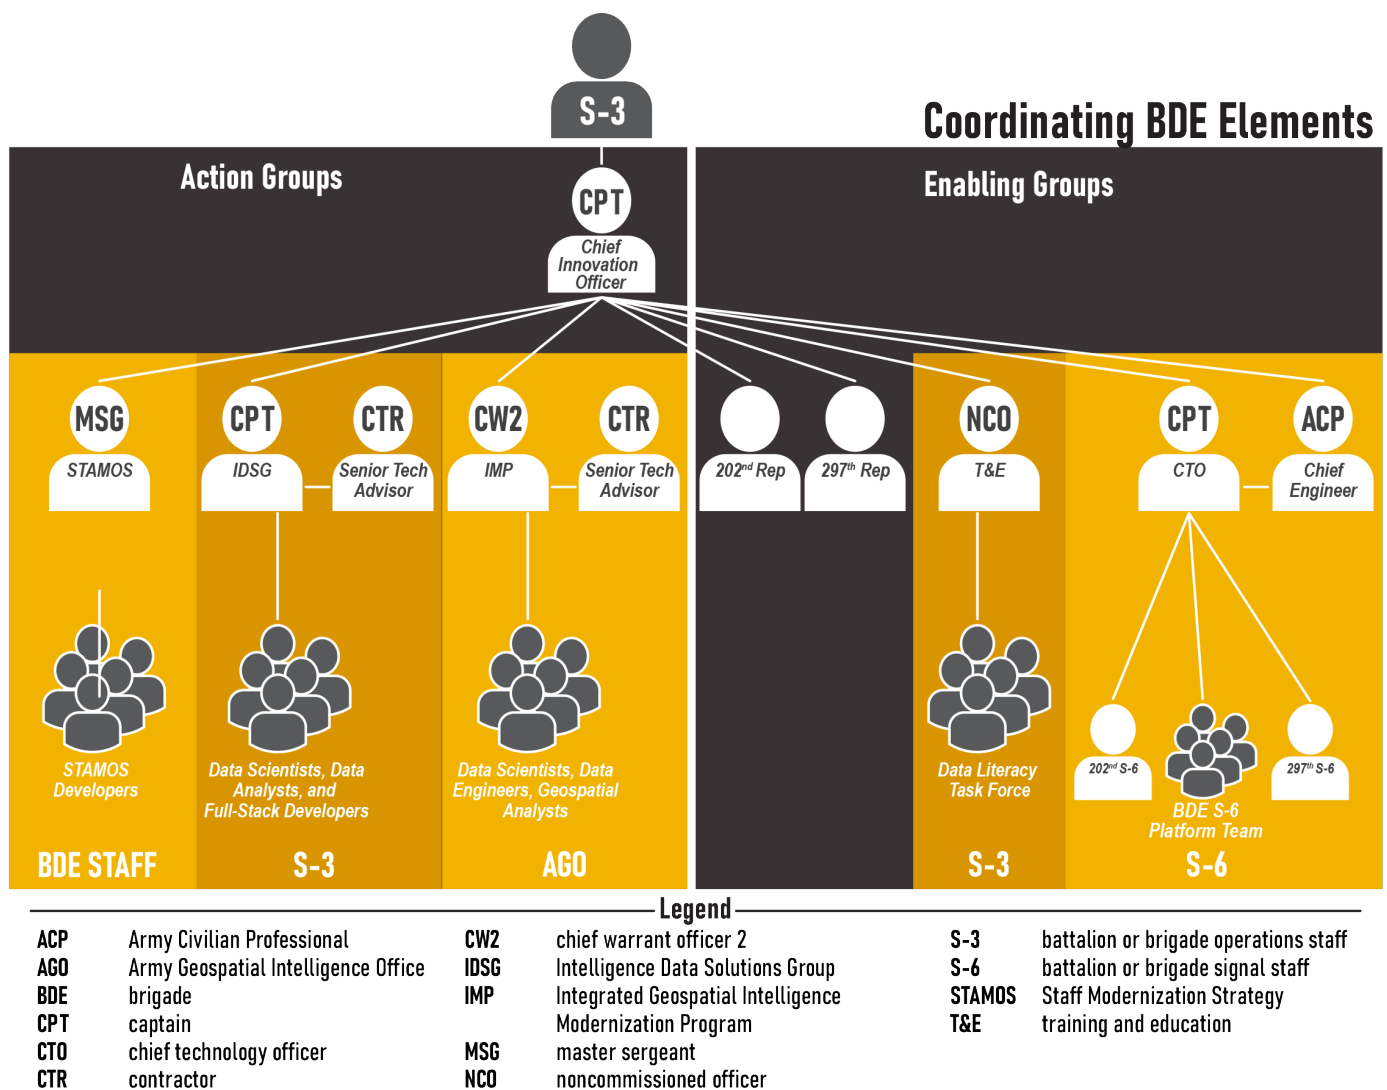 S-3
Coordinating BDE Elements
Action Groups
Enabling Groups
CPT
Chief
Innovation
Officer
MSG
STAMOS
CPT
IDSG
CTR
Senior Tech
Advisor
CW2
IMP
CTR
Senior Tech
Advisor
202nd Rep
297th Rep
NCO
T&E
CPT
CTO
ACP
Chief
Engineer
STAMOS
Developers
Data Scientists, Data
Analysts, and
Full-Stack Developers
Data Scientists, Data
Engineers, Geospatial
Analysts
Data Literacy
Task Force
202nd S-6
BDE S-6
Platform Team
297th S-6
BDE STAFF
S-3
AGO
S-3
S-6
Legend
ACP Army Civilian Professional
AGO Army Geospatial Intelligence Office
BDE brigade
CPT captain
CTO chief technology officer
CTR contractor
CW2 chief warrant officer 2
IDSG Intelligence Data Solutions Group
IMP Integrated Geospatial Intelligence
Modernization Program
MSG master sergeant
NCO noncommissioned officer
S-3 battalion or brigade operations staff
S-6 battalion or brigade signal staff
STAMOS Staff Modernization Strategy
T&E training and education